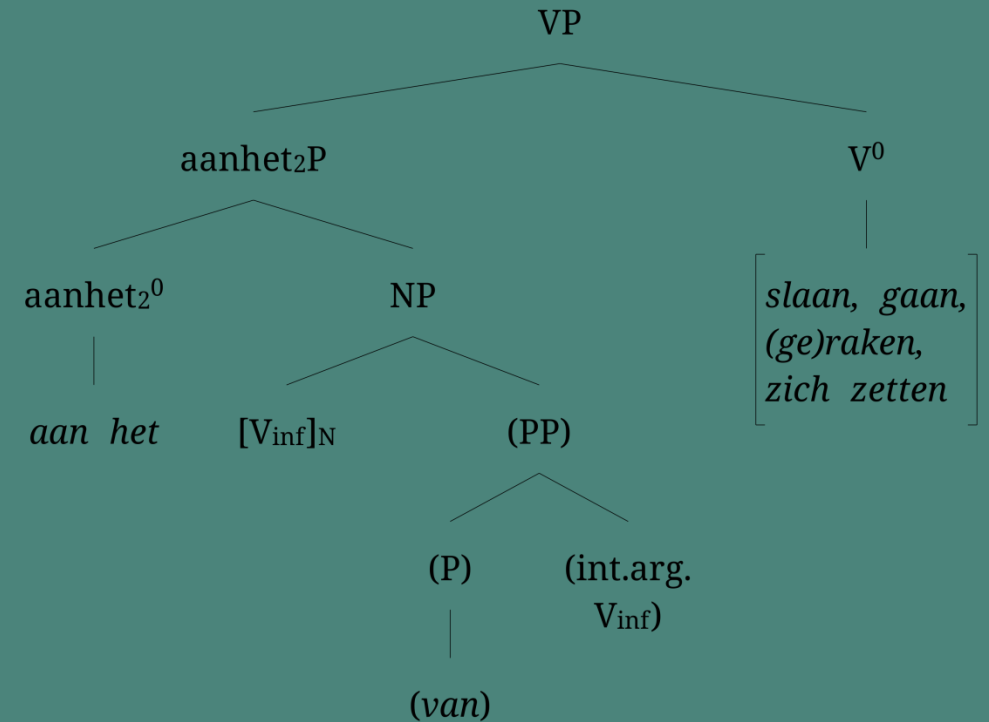 VP
aanhet₂P V⁰
aanhet₂⁰ NP slaan, gaan,
(ge)raken,
zich zetten
aan het [Vinf]N (PP)
(P) (int.arg.
Vinf)
(van)